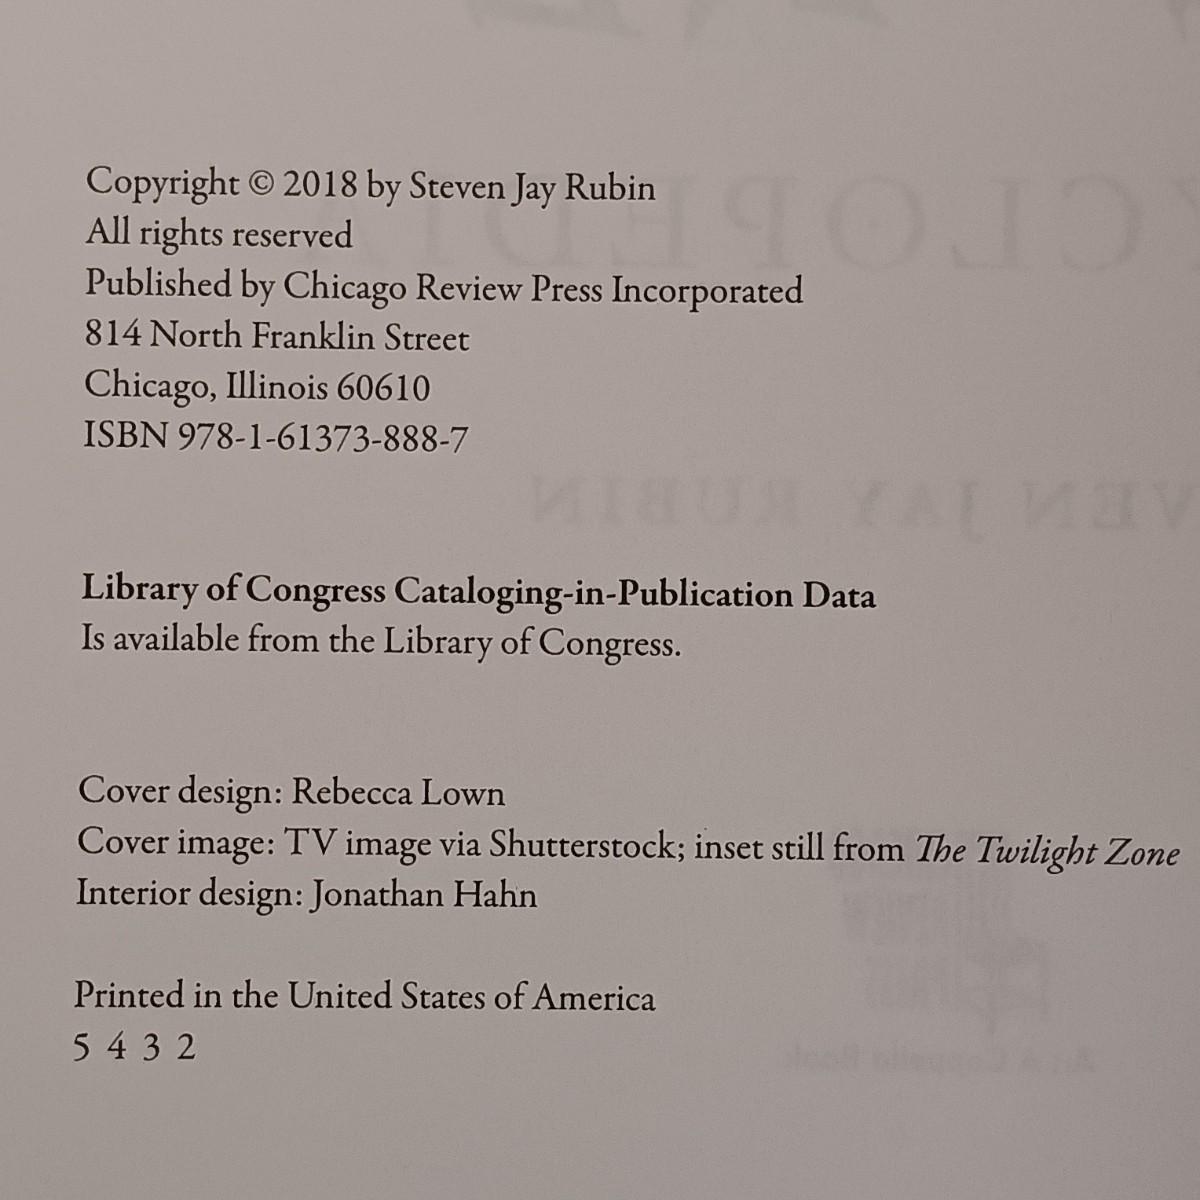 Copyright © 2018 by Steven Jay Rubin
All rights reserved
Published by Chicago Review Press Incorporated
814 North Franklin Street
Chicago, Illinois 60610
ISBN 978-1-61373-888-7
Library of Congress Cataloging-in-Publication Data
Is available from the Library of Congress.
Cover design: Rebecca Lown
Cover image: TV image via Shutterstock; inset still from The Twilight Zone
Interior design: Jonathan Hahn
Printed in the United States of America
5 4 3 2